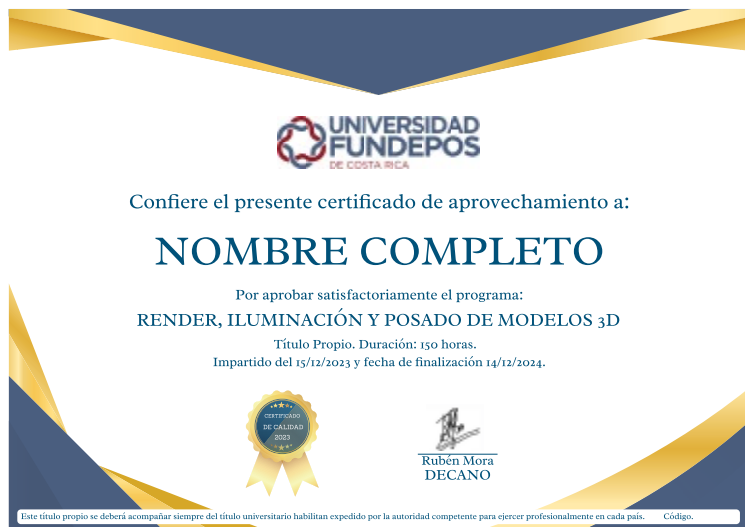 UNIVERSIDAD
FUNDEPOS
DE COSTA RICA
Confiere el presente certificado de aprovechamiento a:
NOMBRE COMPLETO
Por aprobar satisfactoriamente el programa:
RENDER, ILUMINACIÓN Y POSADO DE MODELOS 3D
Título Propio. Duración: 150 horas.
Impartido del 15/12/2023 y fecha de finalización 14/12/2024.
CERTIFICADO
DE CALIDAD
2023
Rubén Mora
DECANO
Este título propio se deberá acompañar siempre del título universitario habilitan expedido por la autoridad competente para ejercer profesionalmente en cada país. Código.